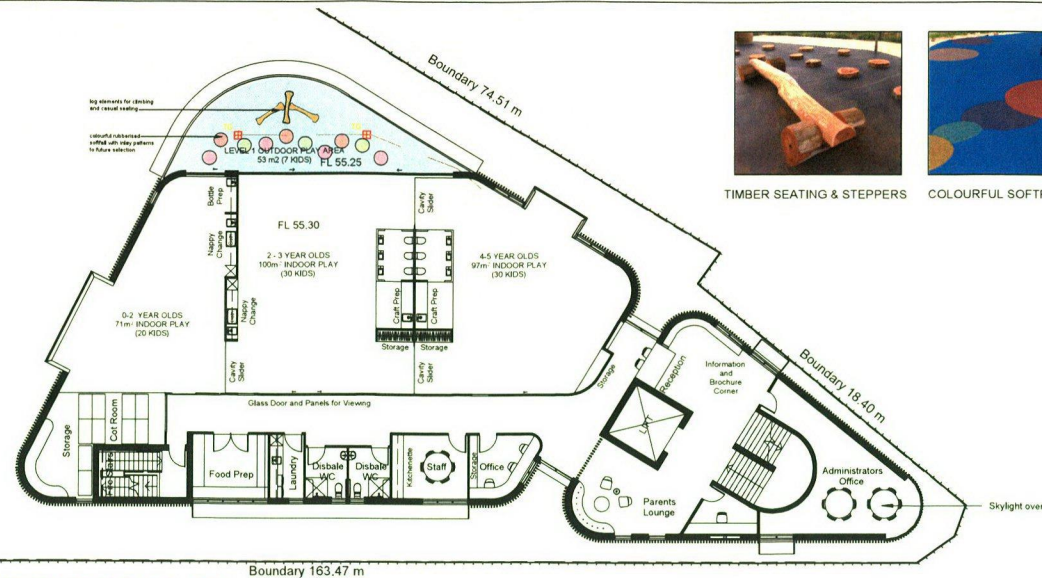 Boundary 74.51 m
log elements for climbing
and casual seating
colourful rubberised
softfall with inlay patterns
to future selection
LEVEL 1 OUTDOOR PLAY AREA
53 m2 (7 KIDS)
FL 55.25
TIMBER SEATING & STEPPERS
Bottle
Prep
Nappy
Change
FL 55.30
2 - 3 YEAR OLDS
100m² INDOOR PLAY
(30 KIDS)
Cavity
Slider
4-5 YEAR OLDS
97m² INDOOR PLAY
(30 KIDS)
0-2 YEAR OLDS
71m² INDOOR PLAY
(20 KIDS)
Nappy
Change
Craft Prep
Craft Prep
Storage
Storage
Cavity
Slider
Cavity
Slider
Storage
Reception
Information
and
Brochure
Corner
Boundary 18.40 m
Glass Door and Panels for Viewing
Storage
Cot Room
Fire Stairs
Food Prep
Laundry
Disbale
WC
Disbale
WC
Kitchenette
Staff
Storage
Office
LIFT
Parents
Lounge
Administrators
Office
Skylight over
Boundary 163.47 m